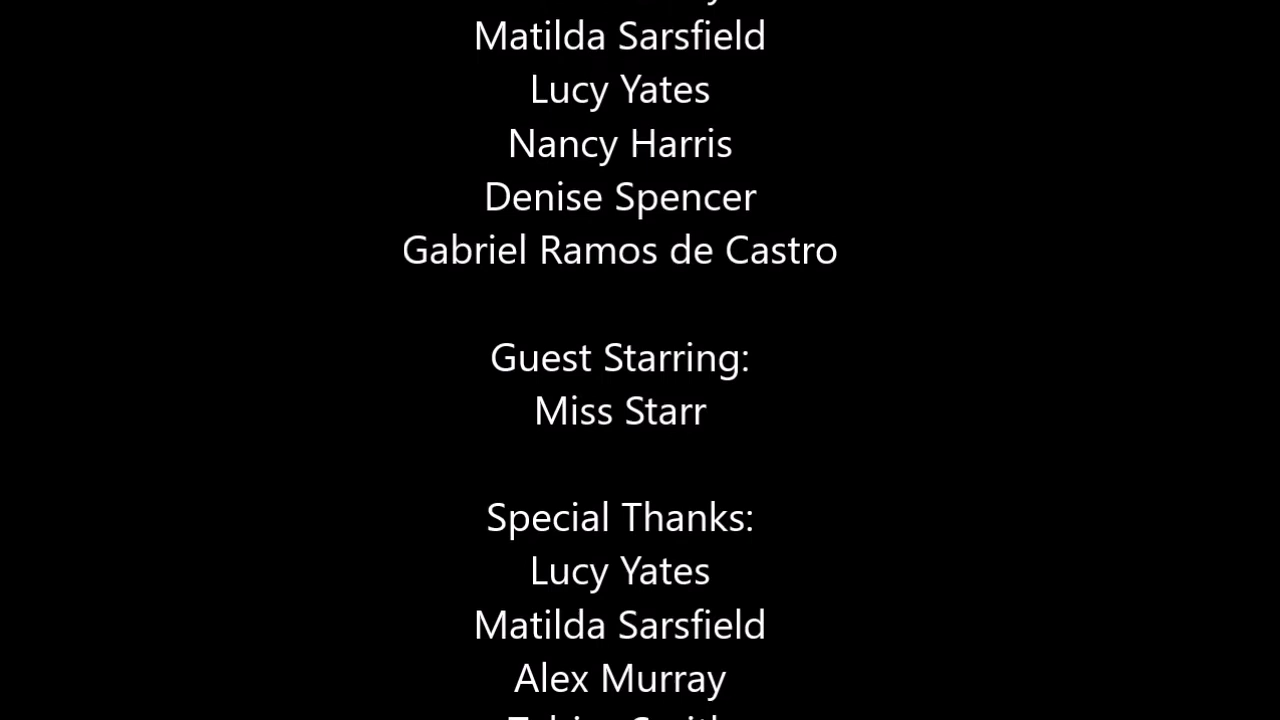 Matilda Sarsfield
Lucy Yates
Nancy Harris
Denise Spencer
Gabriel Ramos de Castro
Guest Starring:
Miss Starr
Special Thanks:
Lucy Yates
Matilda Sarsfield
Alex Murray